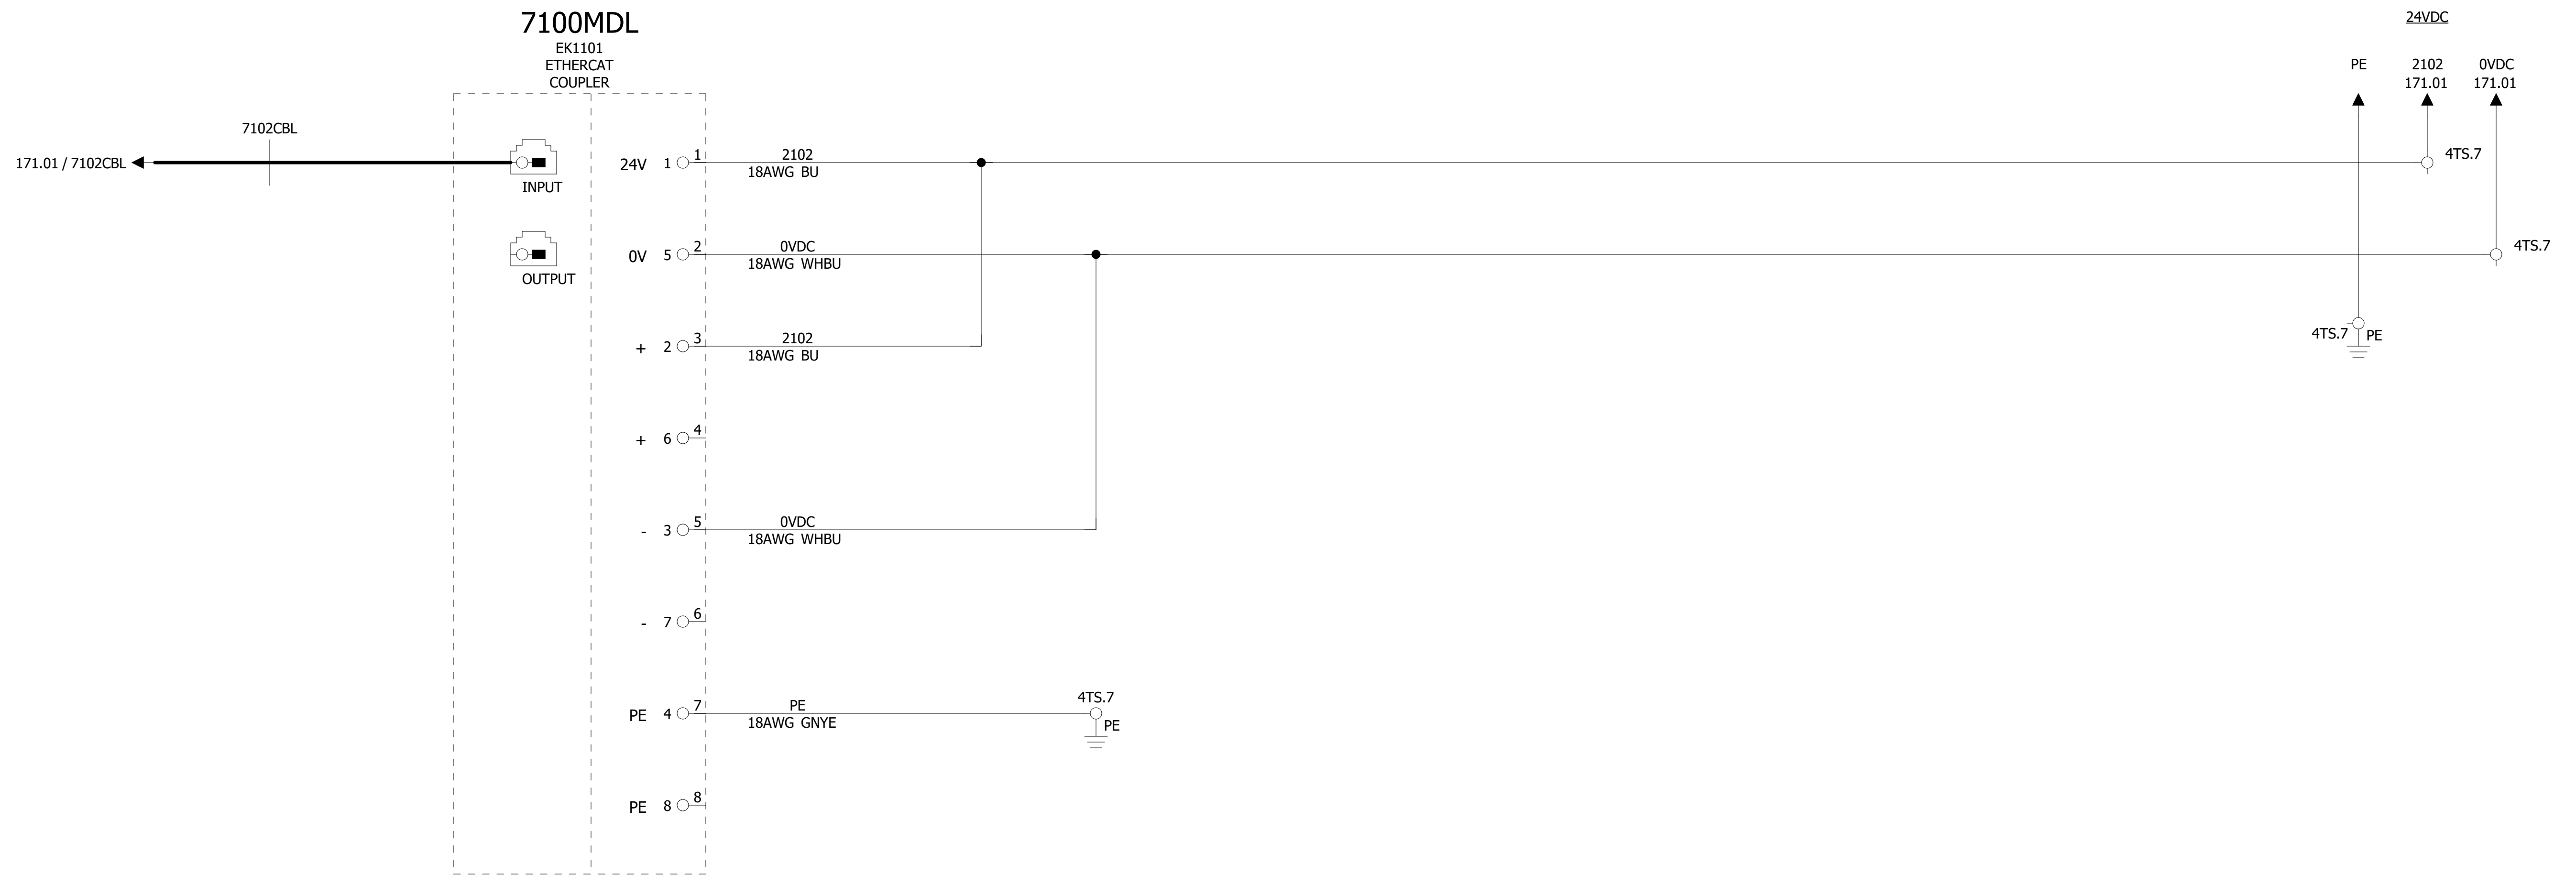 7100MDL
EK1101
ETHERCAT
COUPLER
24VDC
PE
2102
171.01
0VDC
171.01
7102CBL
171.01 / 7102CBL
INPUT
OUTPUT
24V 1 1
2102
18AWG BU
4TS.7
0V 5 2
0VDC
18AWG WHBU
4TS.7
4TS.7 PE
+ 2 3
2102
18AWG BU
+ 6 4
- 3 5
0VDC
18AWG WHBU
- 7 6
PE 4 7
PE
18AWG GNYE
4TS.7
PE
PE 8 8